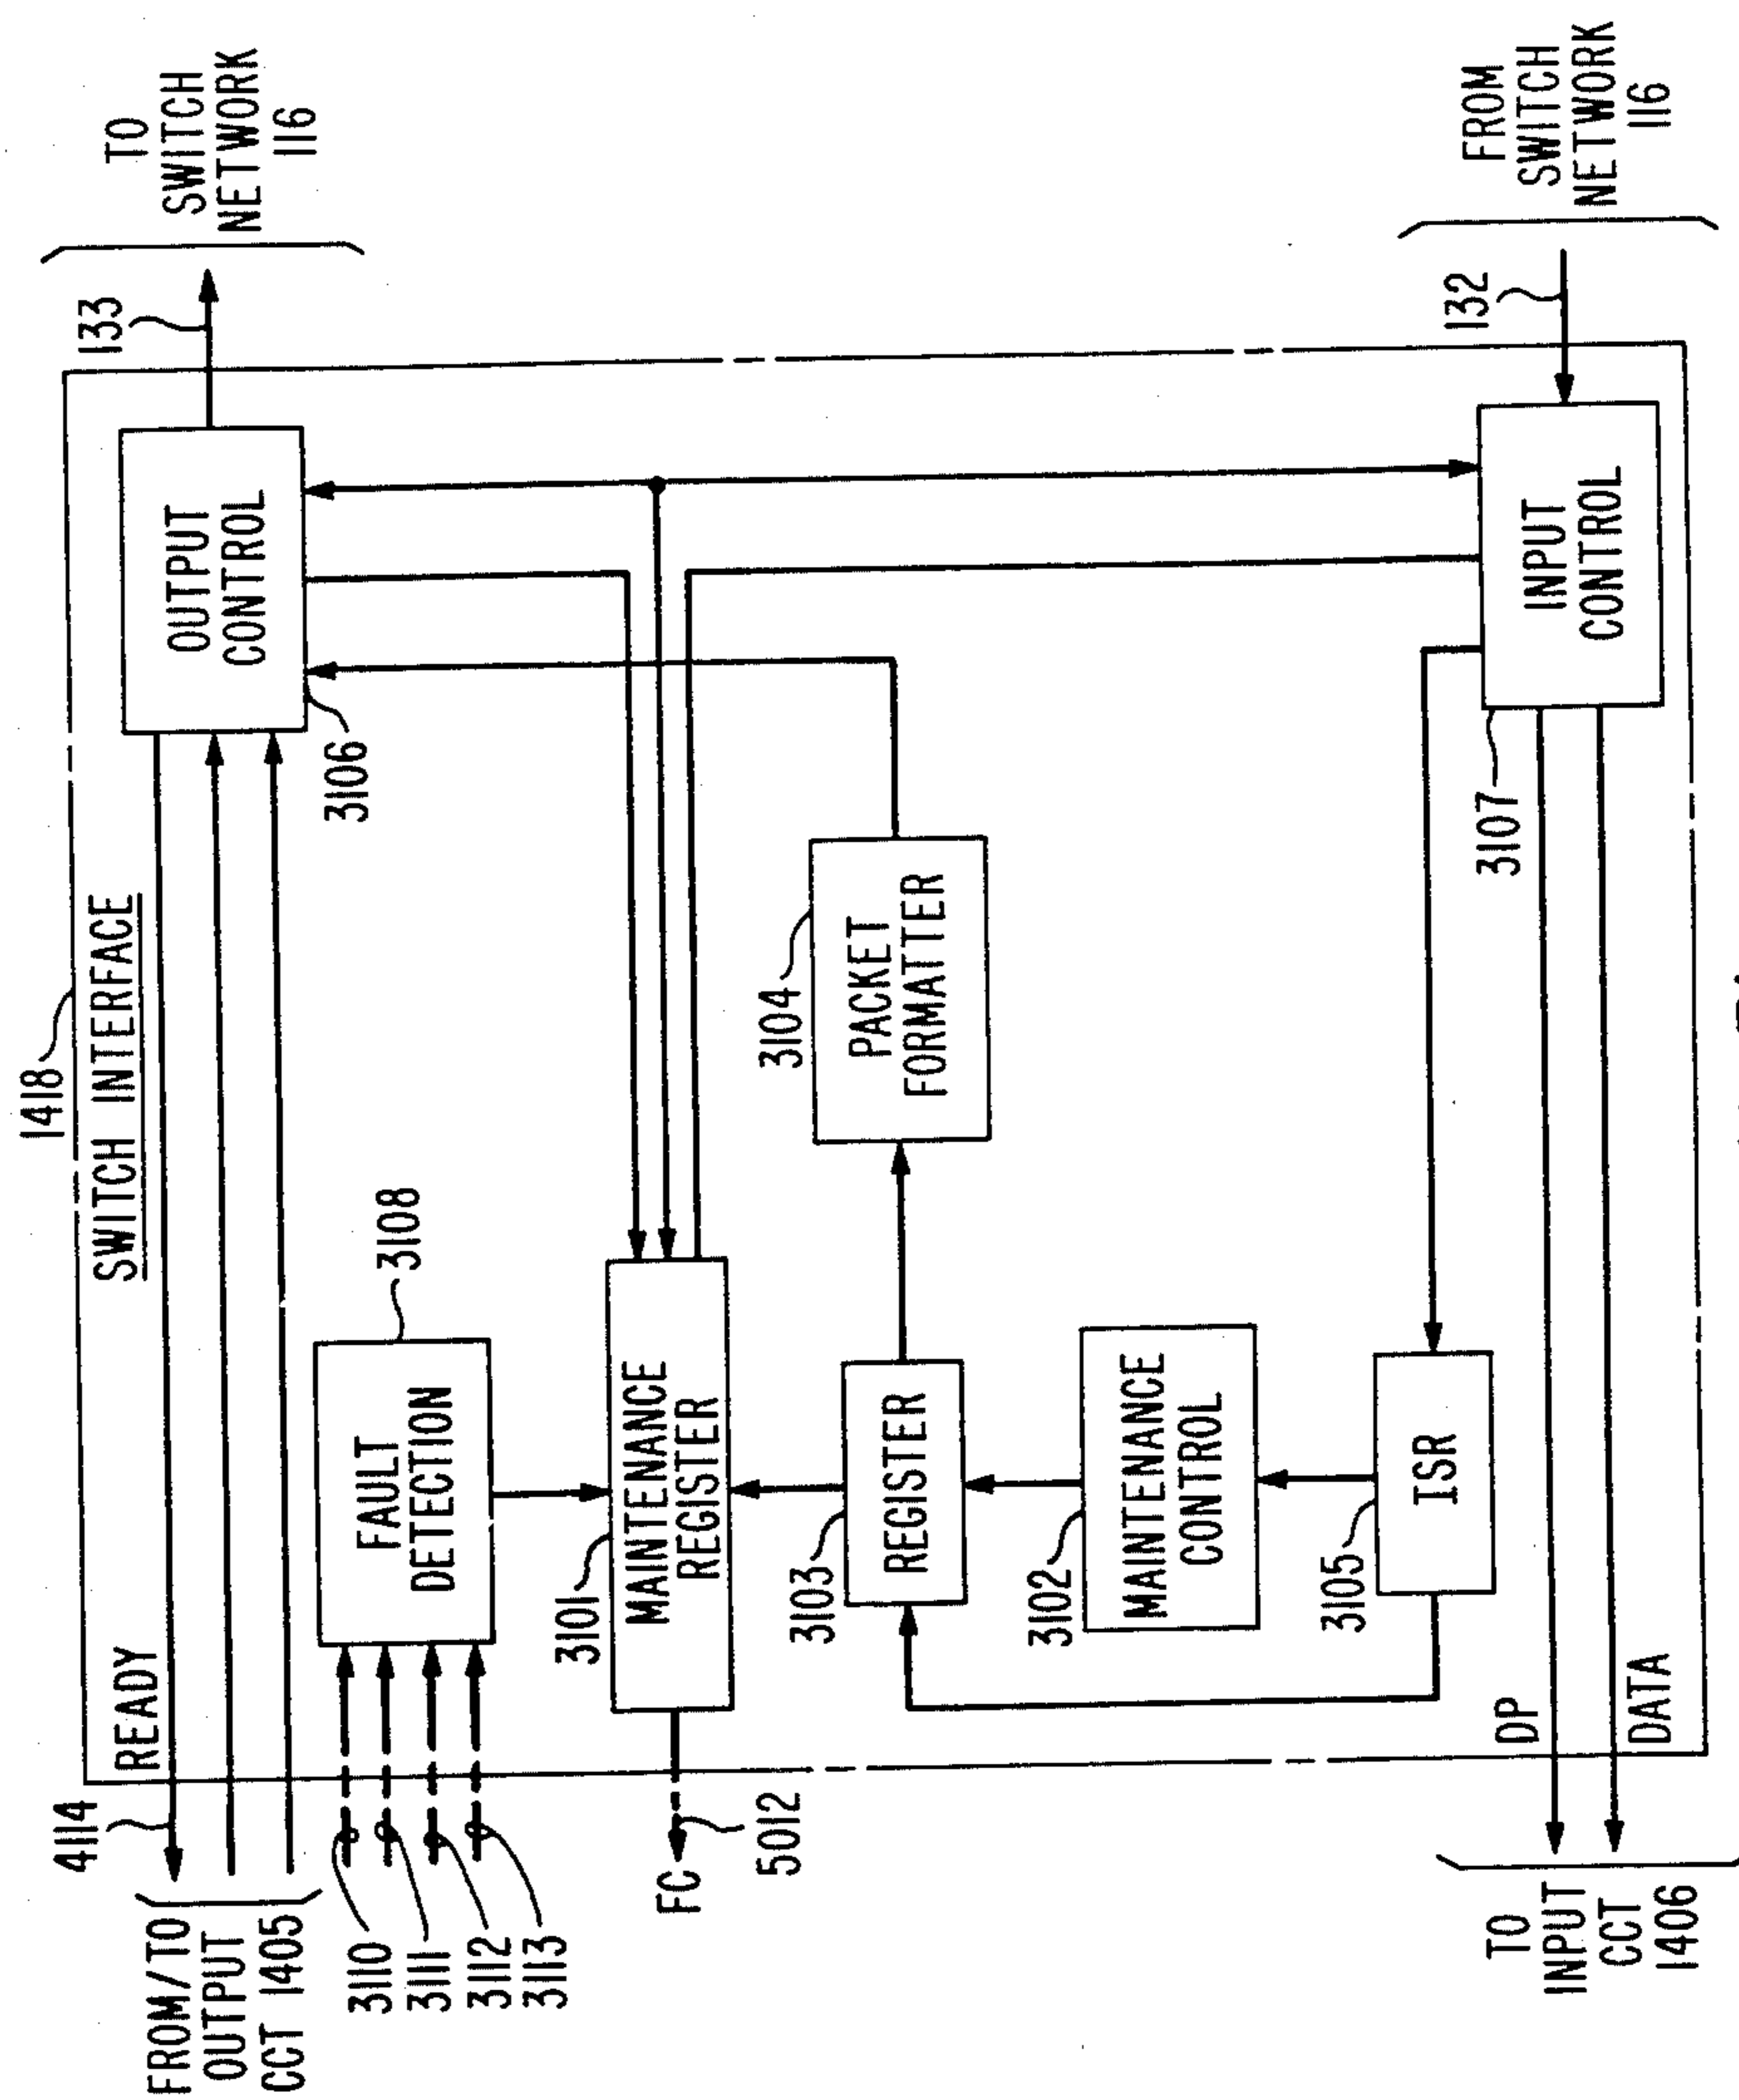 1418
SWITCH INTERFACE
FROM/TO
OUTPUT
CCT 1405
4114
READY
OUTPUT
CONTROL
3106
133
TO
SWITCH
NETWORK
116
3110
3111
3112
3113
FAULT
DETECTION
3108
FC
5012
3101
MAINTENANCE
REGISTER
3103
REGISTER
3104
PACKET
FORMATTER
3102
MAINTENANCE
CONTROL
3105
ISR
3107
INPUT
CONTROL
132
FROM
SWITCH
NETWORK
116
DP
DATA
TO
INPUT
CCT
1406